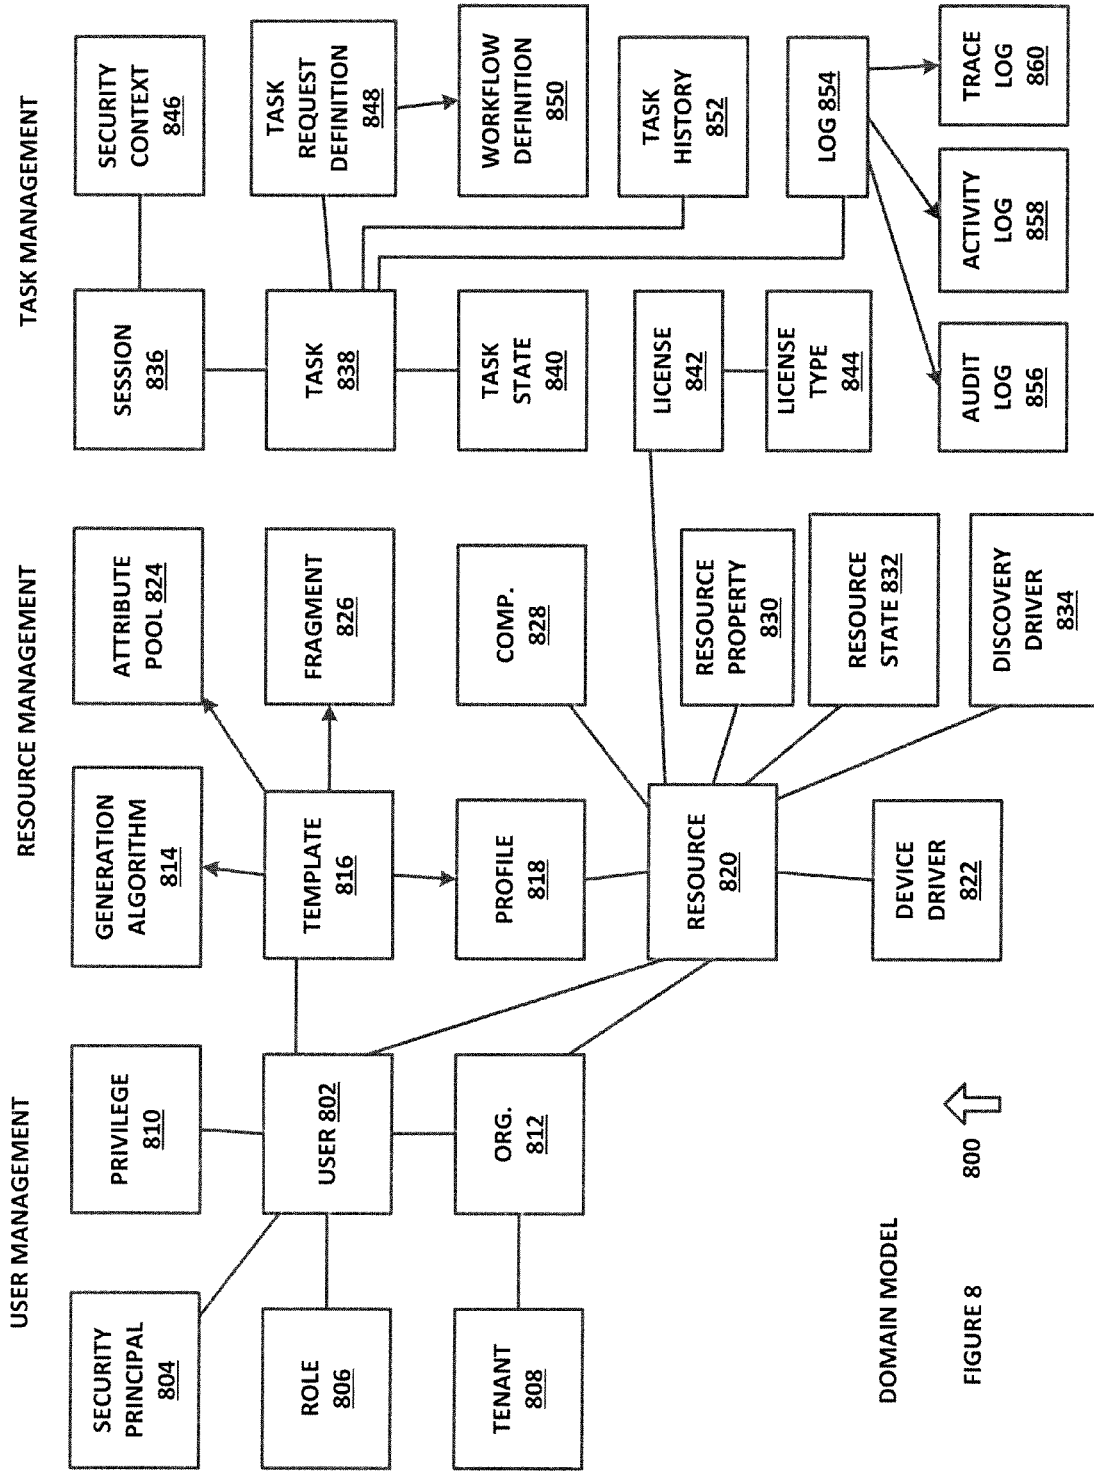 USER MANAGEMENT
RESOURCE MANAGEMENT
TASK MANAGEMENT
SECURITY
PRINCIPAL
804
PRIVILEGE
810
GENERATION
ALGORITHM
814
ATTRIBUTE
POOL 824
SESSION
836
SECURITY
CONTEXT
846
ROLE
806
USER 802
TEMPLATE
816
FRAGMENT
826
TASK
838
TASK
REQUEST
DEFINITION
848
TENANT
808
ORG.
812
PROFILE
818
COMP.
828
TASK
STATE
840
WORKFLOW
DEFINITION
850
RESOURCE
820
RESOURCE
PROPERTY
830
LICENSE
842
TASK
HISTORY
852
RESOURCE
STATE 832
LICENSE
TYPE
844
LOG 854
DEVICE
DRIVER
822
DISCOVERY
DRIVER
834
AUDIT
LOG
856
ACTIVITY
LOG
858
TRACE
LOG
860
DOMAIN MODEL
FIGURE 8
800